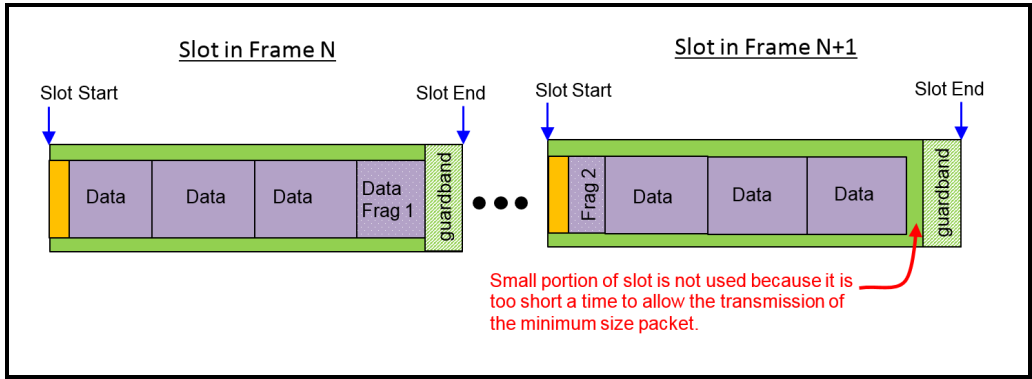 Slot in Frame N
Slot in Frame N+1
Slot Start
Slot End
Slot Start
Slot End
Data
Data
Data
Data
Frag 1
guardband
Frag 2
Data
Data
Data
guardband
Small portion of slot is not used because it is
too short a time to allow the transmission of
the minimum size packet.